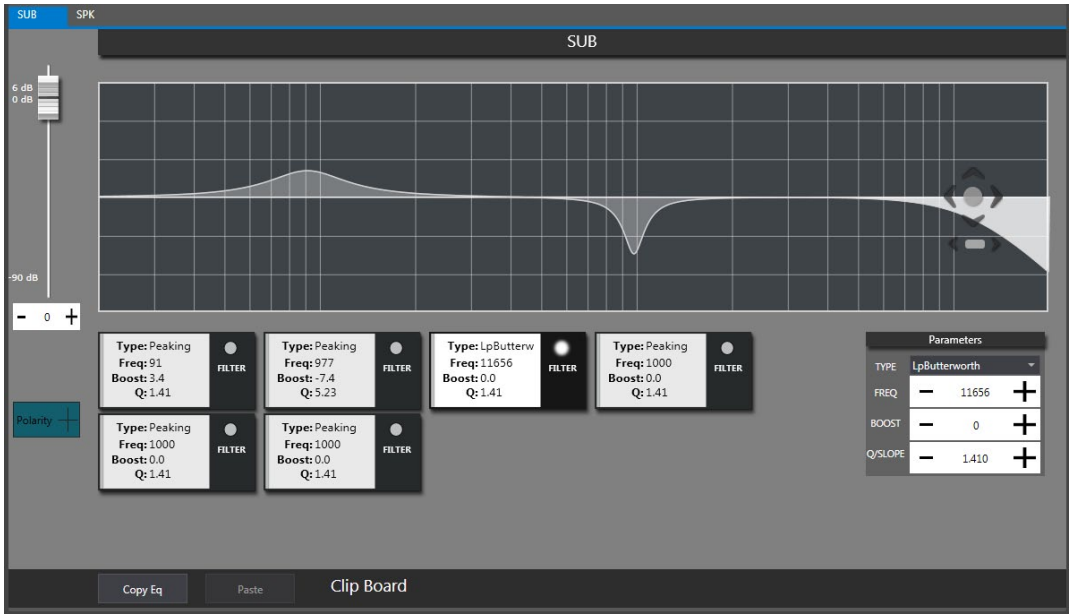 SUB SPK
SUB
6 dB
0 dB
-90 dB
- 0 +
Polarity +
Type: Peaking
Freq: 91
Boost: 3.4
Q: 1.41
FILTER
Type: Peaking
Freq: 977
Boost: -7.4
Q: 5.23
FILTER
Type: LpButterw
Freq: 11656
Boost: 0.0
Q: 1.41
FILTER
Type: Peaking
Freq: 1000
Boost: 0.0
Q: 1.41
FILTER
Type: Peaking
Freq: 1000
Boost: 0.0
Q: 1.41
FILTER
Type: Peaking
Freq: 1000
Boost: 0.0
Q: 1.41
FILTER
Parameters
TYPE LpButterworth
FREQ - 11656 +
BOOST - 0 +
Q/SLOPE - 1.410 +
Copy Eq Paste Clip Board